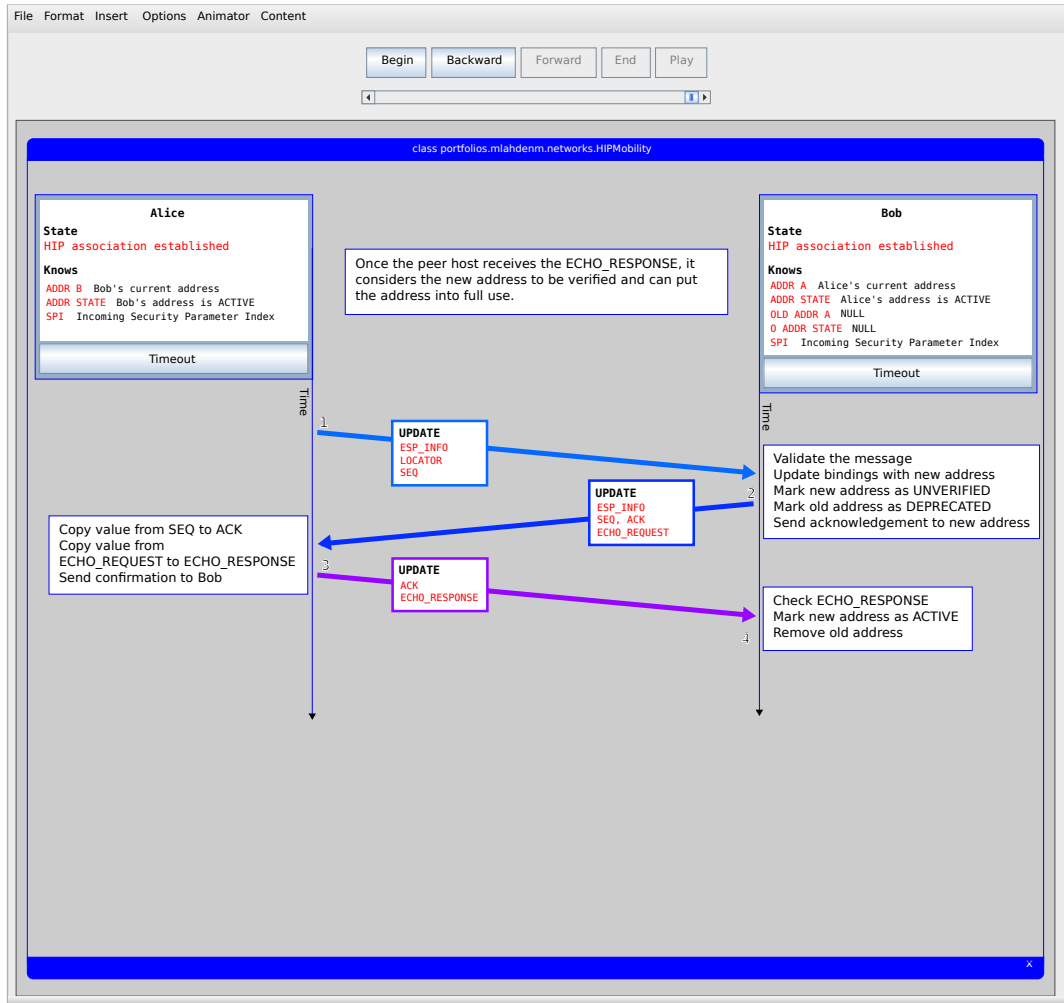 File Format Insert Options Animator Content
Begin Backward Forward End Play
class portfolios.mlahdenm.networks.HIPMobility
Alice
State
HIP association established
Knows
ADDR B Bob's current address
ADDR STATE Bob's address is ACTIVE
SPI Incoming Security Parameter Index
Timeout
Once the peer host receives the ECHO_RESPONSE, it
considers the new address to be verified and can put
the address into full use.
Bob
State
HIP association established
Knows
ADDR A Alice's current address
ADDR STATE Alice's address is ACTIVE
OLD ADDR A NULL
O ADDR STATE NULL
SPI Incoming Security Parameter Index
Timeout
Time
Time
1
UPDATE
ESP_INFO
LOCATOR
SEQ
Validate the message
Update bindings with new address
Mark new address as UNVERIFIED
Mark old address as DEPRECATED
Send acknowledgement to new address
2
UPDATE
ESP_INFO
SEQ, ACK
ECHO_REQUEST
Copy value from SEQ to ACK
Copy value from
ECHO_REQUEST to ECHO_RESPONSE
Send confirmation to Bob
3
UPDATE
ACK
ECHO_RESPONSE
Check ECHO_RESPONSE
Mark new address as ACTIVE
Remove old address
4
X